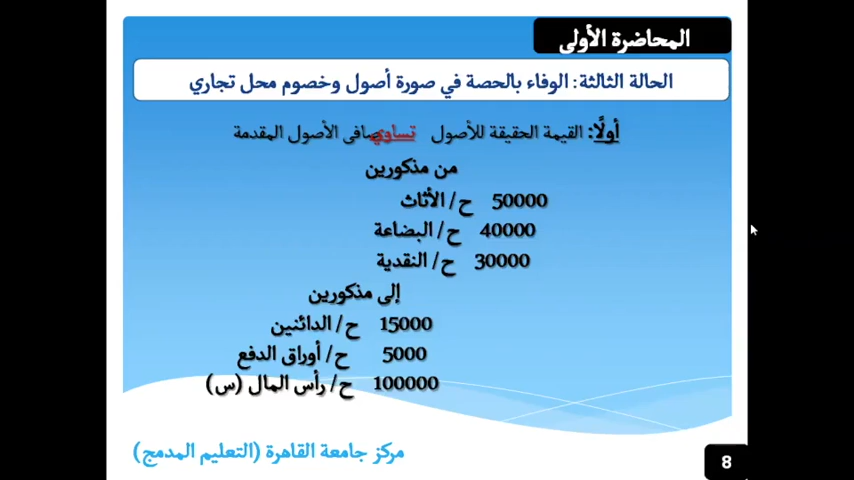 المحاضرة الأولى
الحالة الثالثة: الوفاء بالحصة في صورة أصول وخصوم محل تجاري
أولًا: القيمة الحقيقة للأصول تساوي صافى الأصول المقدمة
من مذكورين
50000 ح/ الأثاث
40000 ح/ البضاعة
30000 ح/ النقدية
إلى مذكورين
15000 ح/ الدائنين
5000 ح/ أوراق الدفع
100000 ح/ رأس المال (س)
مركز جامعة القاهرة (التعليم المدمج)
8